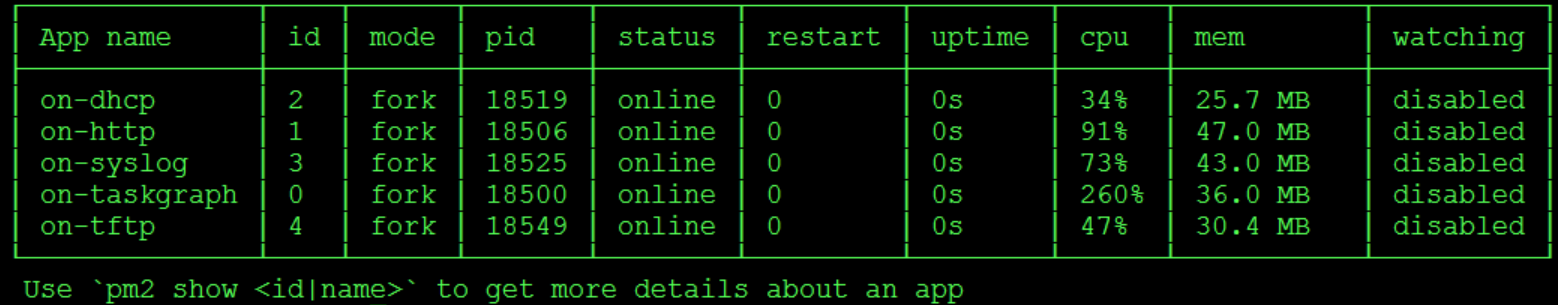 App name id mode pid status restart uptime cpu mem watching
on-dhcp 2 fork 18519 online 0 0s 34% 25.7 MB disabled
on-http 1 fork 18506 online 0 0s 91% 47.0 MB disabled
on-syslog 3 fork 18525 online 0 0s 73% 43.0 MB disabled
on-taskgraph 0 fork 18500 online 0 0s 260% 36.0 MB disabled
on-tftp 4 fork 18549 online 0 0s 47% 30.4 MB disabled
Use `pm2 show <id|name>` to get more details about an app